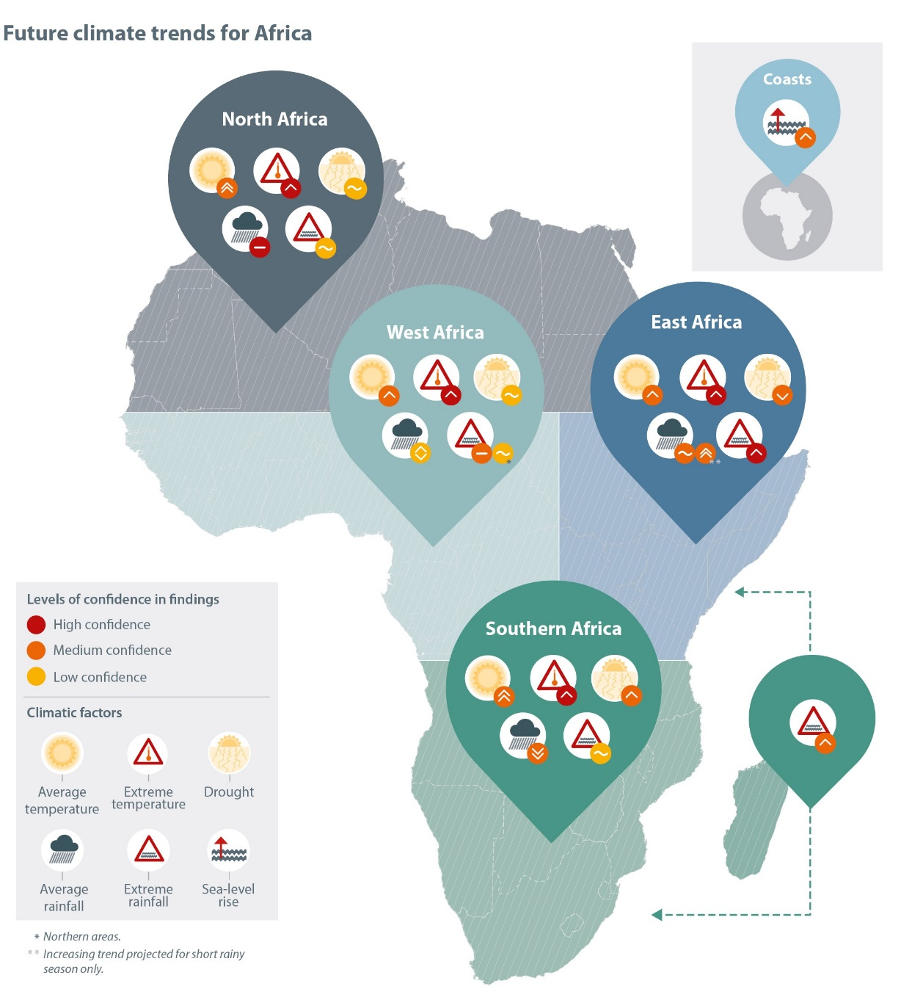 Future climate trends for Africa
Coasts
North Africa
West Africa
East Africa
*
**
Southern Africa
Levels of confidence in findings
High confidence
Medium confidence
Low confidence
Climatic factors
Average
temperature
Extreme
temperature
Drought
Average
rainfall
Extreme
rainfall
Sea-level
rise
* Northern areas.
** Increasing trend projected for short rainy
season only.